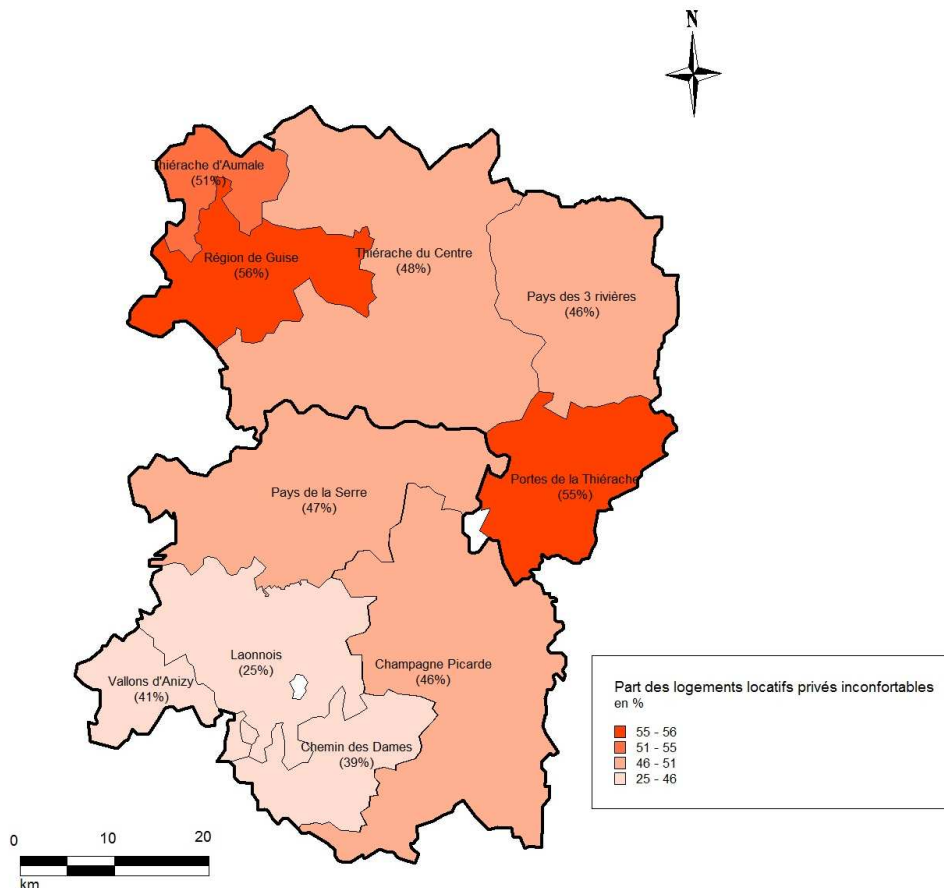 N
Thiérache d'Aumale
(51%)
Région de Guise
(56%)
Thiérache du Centre
(48%)
Pays des 3 rivières
(46%)
Portes de la Thiérache
(55%)
Pays de la Serre
(47%)
Laonnois
(25%)
Vallons d'Anizy
(41%)
Champagne Picarde
(46%)
Chemin des Dames
(39%)
Part des logements locatifs privés inconfortables
en %
55 - 56
51 - 55
46 - 51
25 - 46
0 10 20
km